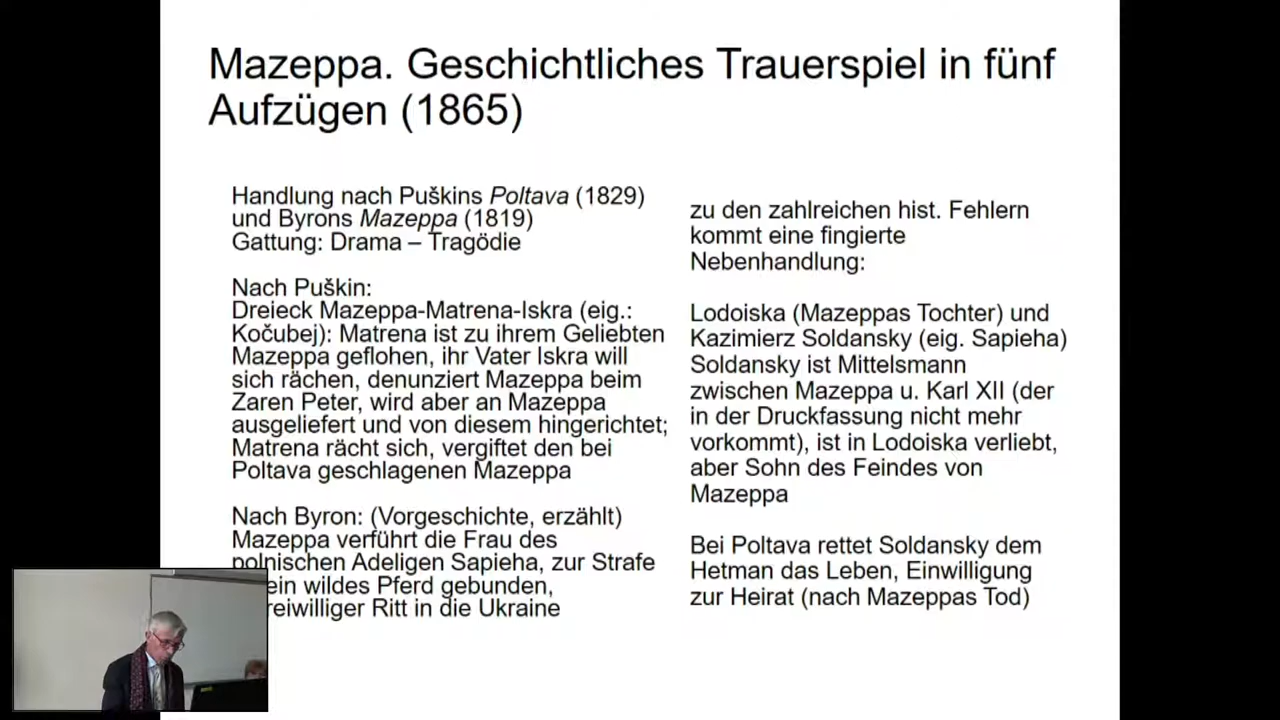 Mazeppa. Geschichtliches Trauerspiel in fünf
Aufzügen (1865)
Handlung nach Puškins Poltava (1829)
und Byrons Mazeppa (1819)
Gattung: Drama – Tragödie
Nach Puškin:
Dreieck Mazeppa-Matrena-Iskra (eig.:
Kočubej): Matrena ist zu ihrem Geliebten
Mazeppa geflohen, ihr Vater Iskra will
sich rächen, denunziert Mazeppa beim
Zaren Peter, wird aber an Mazeppa
ausgeliefert und von diesem hingerichtet;
Matrena rächt sich, vergiftet den bei
Poltava geschlagenen Mazeppa
Nach Byron: (Vorgeschichte, erzählt)
Mazeppa verführt die Frau des
polnischen Adeligen Sapieha, zur Strafe
ein wildes Pferd gebunden,
reiwilliger Ritt in die Ukraine
zu den zahlreichen hist. Fehlern
kommt eine fingierte
Nebenhandlung:
Lodoiska (Mazeppas Tochter) und
Kazimierz Soldansky (eig. Sapieha)
Soldansky ist Mittelsmann
zwischen Mazeppa u. Karl XII (der
in der Druckfassung nicht mehr
vorkommt), ist in Lodoiska verliebt,
aber Sohn des Feindes von
Mazeppa
Bei Poltava rettet Soldansky dem
Hetman das Leben, Einwilligung
zur Heirat (nach Mazeppas Tod)